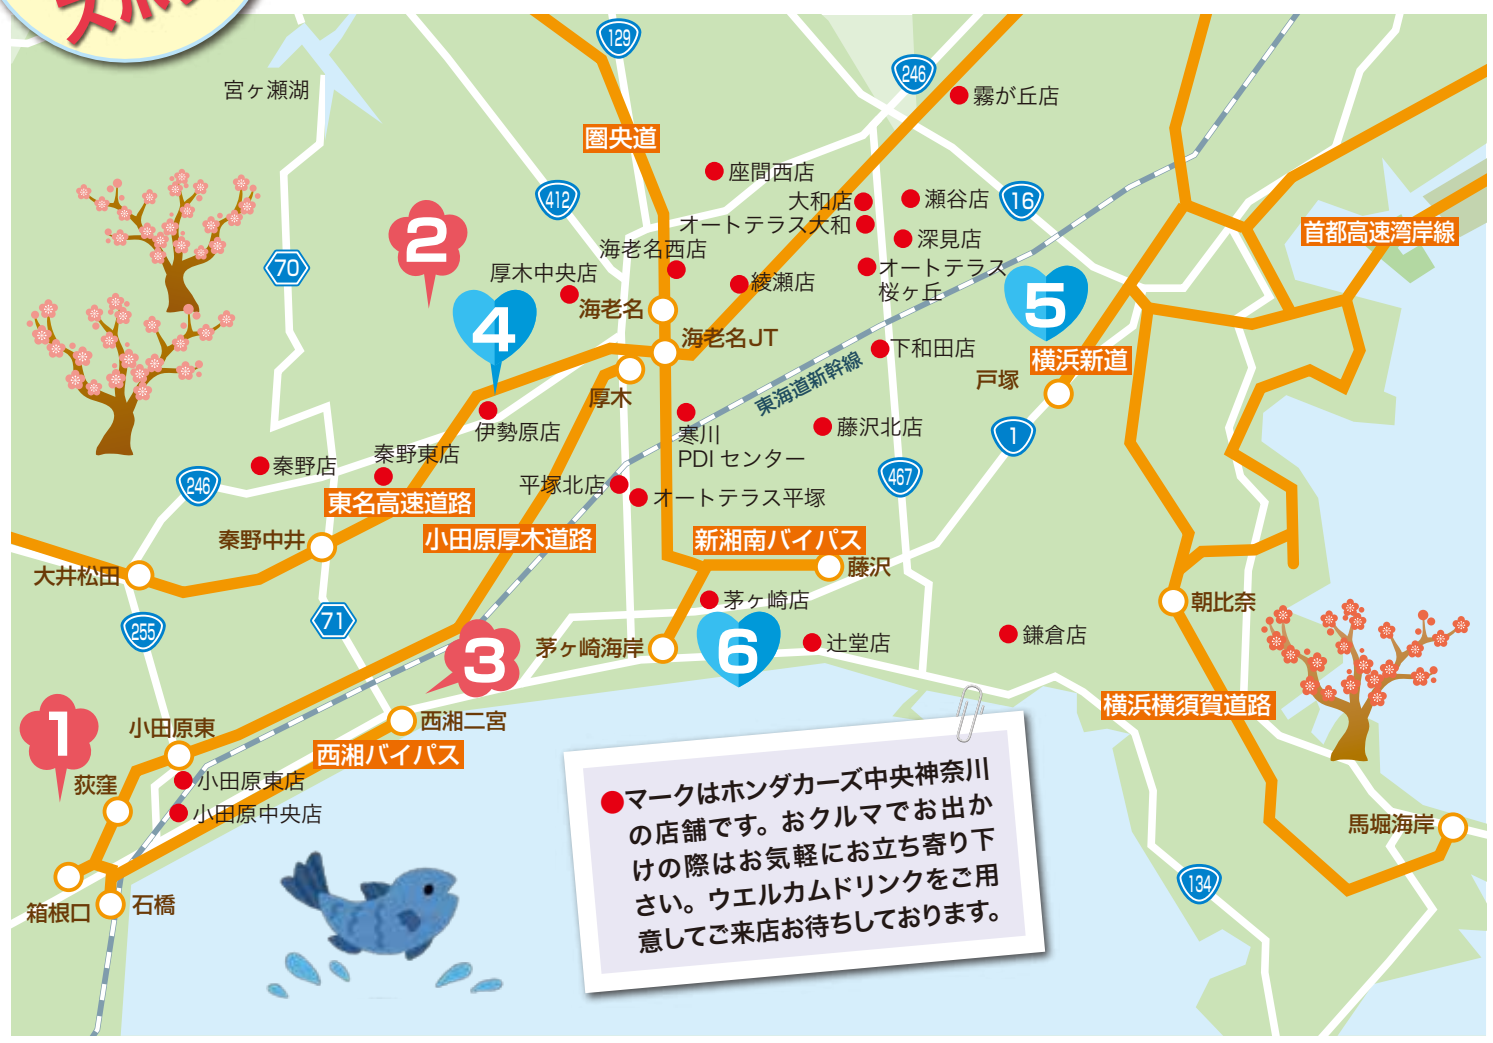 スポ
129
246
宮ヶ瀬湖
霧が丘店
圏央道
座間西店
412
大和店
瀬谷店
16
オートテラス大和
2
首都高速湾岸線
深見店
海老名西店
70
厚木中央店
オートテラス
桜ヶ丘
綾瀬店
海老名
4
5
海老名JT
下和田店
横浜新道
東海道新幹線
戸塚
厚木
伊勢原店
寒川
PDIセンター
藤沢北店
1
秦野東店
秦野店
467
246
平塚北店
オートテラス平塚
東名高速道路
小田原厚木道路
新湘南バイパス
秦野中井
藤沢
大井松田
茅ヶ崎店
朝比奈
71
255
辻堂店
鎌倉店
茅ヶ崎海岸
6
3
横浜横須賀道路
小田原東
西湘二宮
1
西湘バイパス
荻窪
小田原東店
小田原中央店
馬堀海岸
134
箱根口
石橋
●マークはホンダカーズ中央神奈川
の店舗です。おクルマでお出か
けの際はお気軽にお立ち寄り下
さい。ウエルカムドリンクをご用
意してご来店お待ちしております。